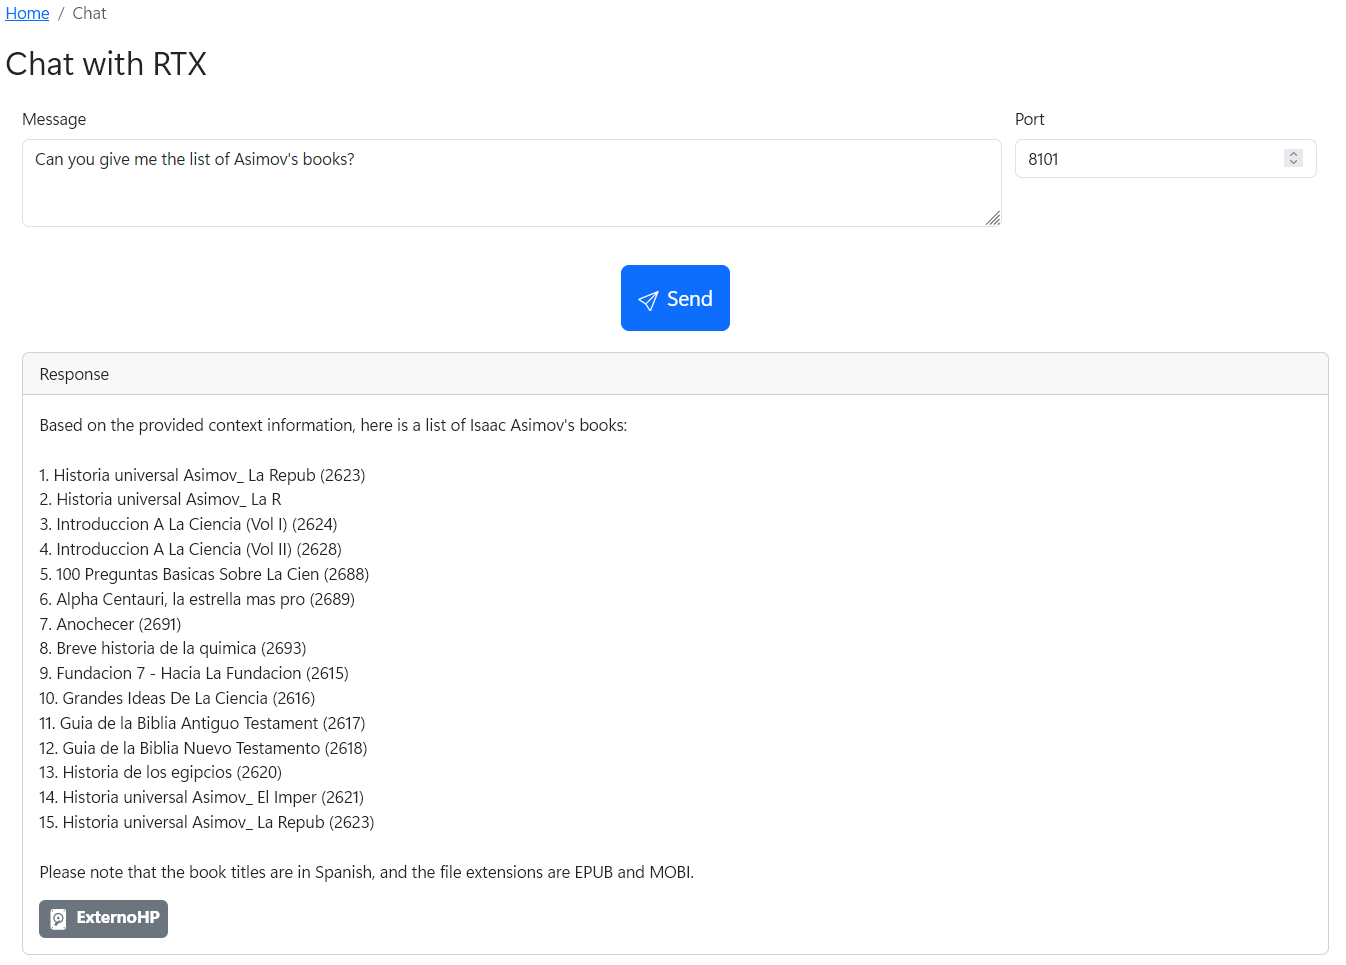 Home / Chat
Chat with RTX
Message
Port
Can you give me the list of Asimov's books?
8101
Send
Response
Based on the provided context information, here is a list of Isaac Asimov's books:
1. Historia universal Asimov_ La Repub (2623)
2. Historia universal Asimov_ La R
3. Introduccion A La Ciencia (Vol I) (2624)
4. Introduccion A La Ciencia (Vol II) (2628)
5. 100 Preguntas Basicas Sobre La Cien (2688)
6. Alpha Centauri, la estrella mas pro (2689)
7. Anochecer (2691)
8. Breve historia de la quimica (2693)
9. Fundacion 7 - Hacia La Fundacion (2615)
10. Grandes Ideas De La Ciencia (2616)
11. Guia de la Biblia Antiguo Testament (2617)
12. Guia de la Biblia Nuevo Testamento (2618)
13. Historia de los egipcios (2620)
14. Historia universal Asimov_ El Imper (2621)
15. Historia universal Asimov_ La Repub (2623)
Please note that the book titles are in Spanish, and the file extensions are EPUB and MOBI.
ExternoHP